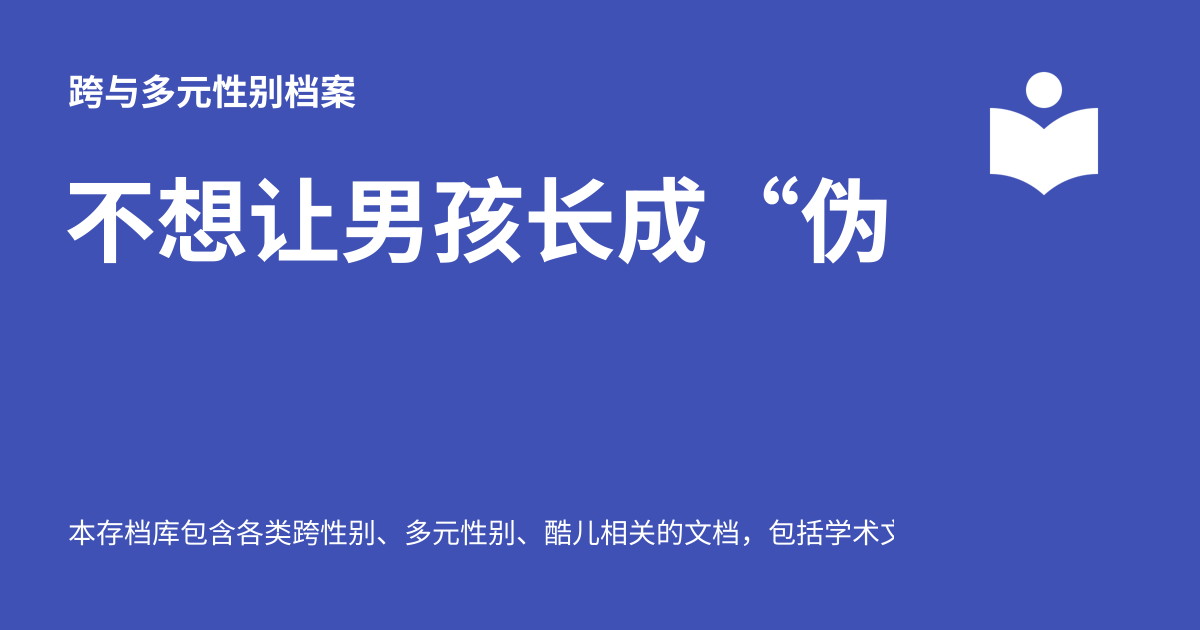 跨与多元性别档案
不想让男孩长成“伪
本存档库包含各类跨性别、多元性别、酷儿相关的文档，包括学术